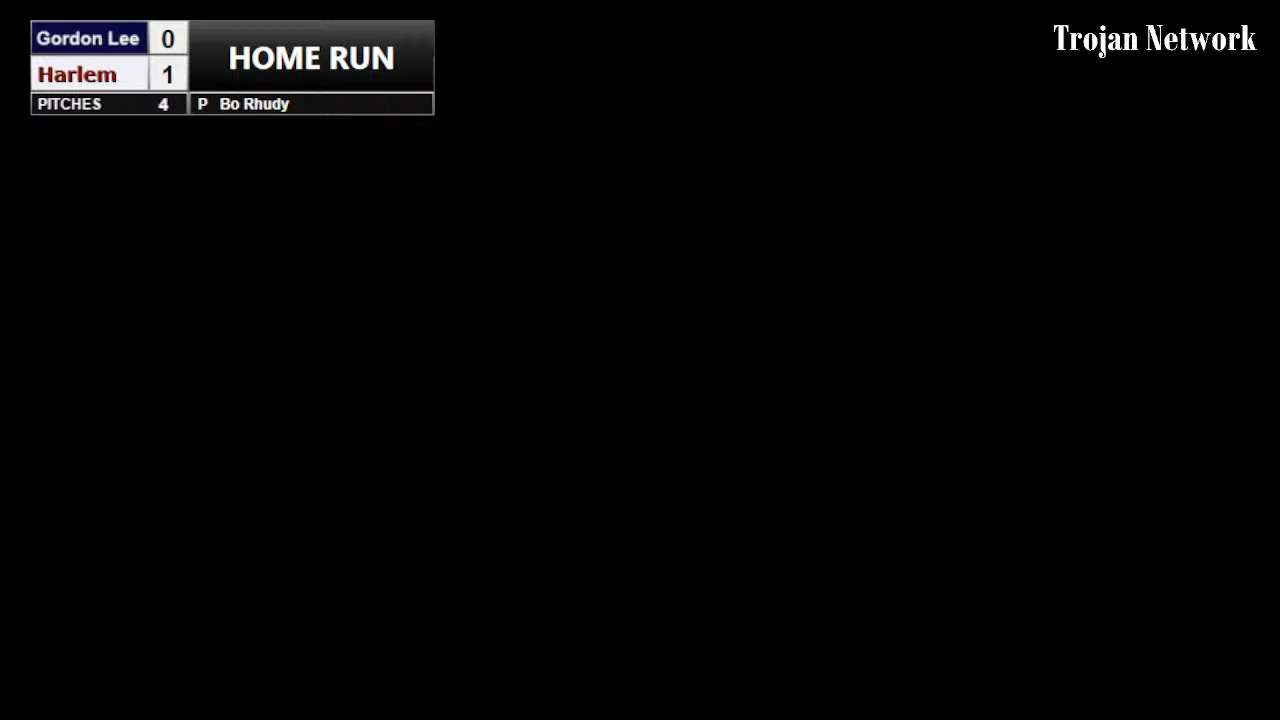 Gordon Lee 0
Harlem 1
HOME RUN
PITCHES 4 P Bo Rhudy
Trojan Network